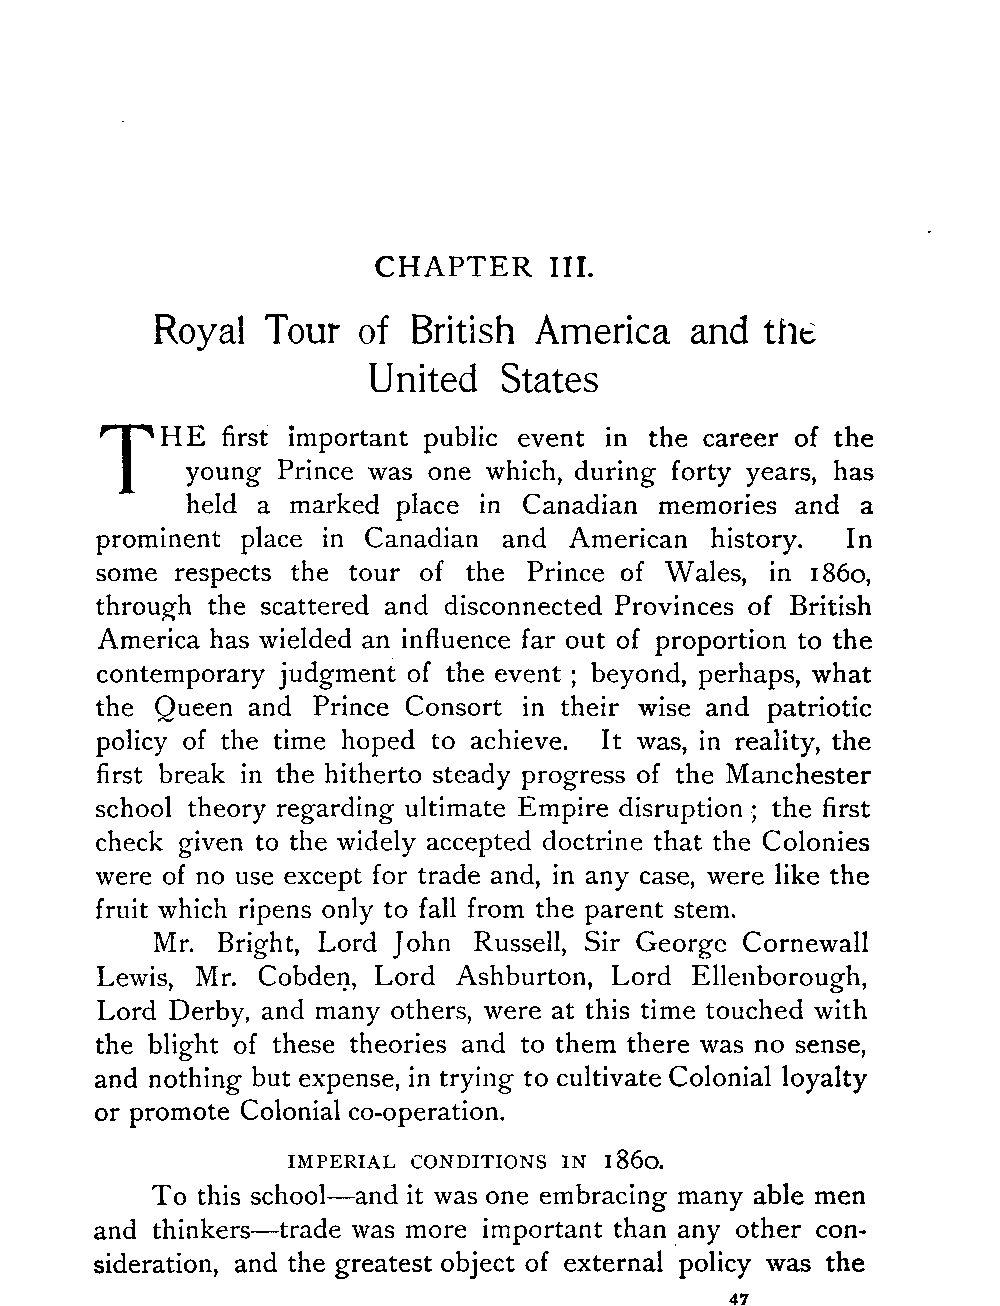 CHAPTER III.
Royal Tour of British America and the
United States
THE first important public event in the career of the
young Prince was one which, during forty years, has
held a marked place in Canadian memories and a
prominent place in Canadian and American history. In
some respects the tour of the Prince of Wales, in 1860,
through the scattered and disconnected Provinces of British
America has wielded an influence far out of proportion to the
contemporary judgment of the event ; beyond, perhaps, what
the Queen and Prince Consort in their wise and patriotic
policy of the time hoped to achieve. It was, in reality, the
first break in the hitherto steady progress of the Manchester
school theory regarding ultimate Empire disruption ; the first
check given to the widely accepted doctrine that the Colonies
were of no use except for trade and, in any case, were like the
fruit which ripens only to fall from the parent stem.
Mr. Bright, Lord John Russell, Sir George Cornewall
Lewis, Mr. Cobden, Lord Ashburton, Lord Ellenborough,
Lord Derby, and many others, were at this time touched with
the blight of these theories and to them there was no sense,
and nothing but expense, in trying to cultivate Colonial loyalty
or promote Colonial co-operation.
IMPERIAL CONDITIONS IN 1860.
To this school—and it was one embracing many able men
and thinkers—trade was more important than any other con-
sideration, and the greatest object of external policy was the
47